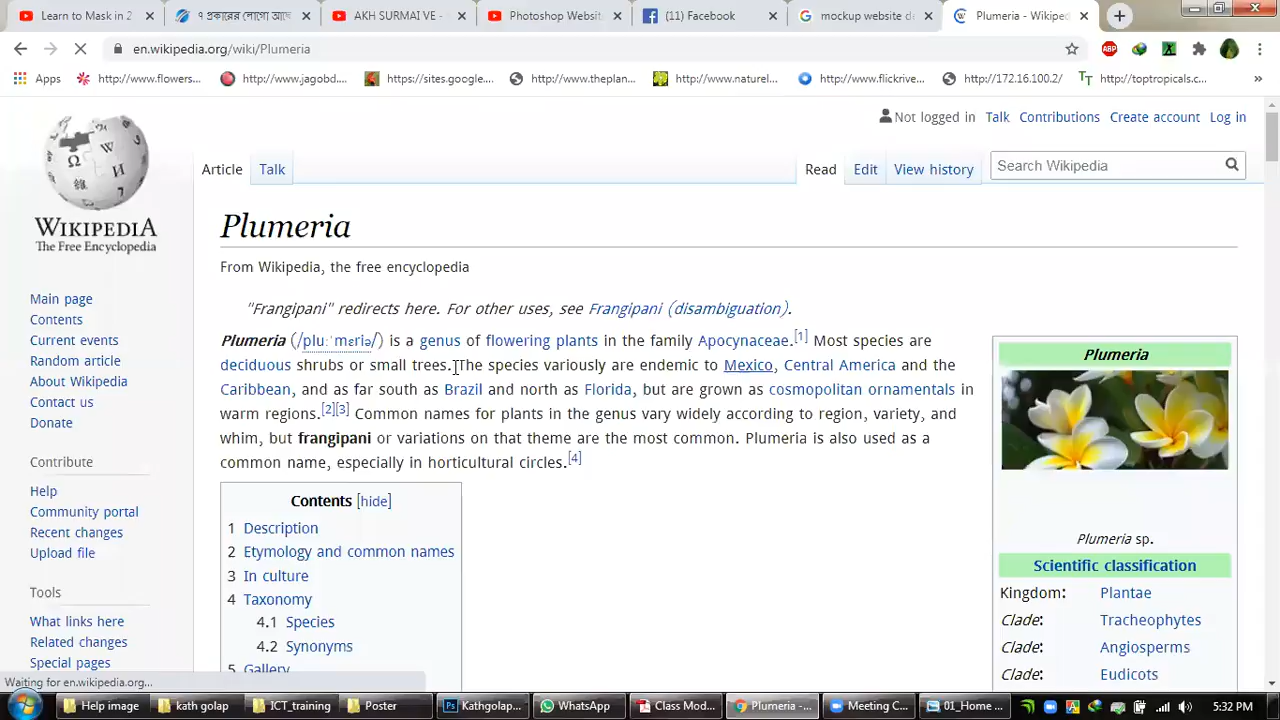 Learn to Mask in 2
৭ প্রকারের লোগো আছে
AKH SURMAI VE -
Photoshop Website
(11) Facebook
mockup website de
Plumeria - Wikiped
en.wikipedia.org/wiki/Plumeria
ABP
Apps
http://www.flowers...
http://www.jagobd....
https://sites.google....
http://www.theplan...
http://www.naturel...
http://www.flickrive...
http://172.16.100.2/
http://toptropicals.c...
Not logged in Talk Contributions Create account Log in
Article Talk Read Edit View history Search Wikipedia
WIKIPEDIA
The Free Encyclopedia
Main page
Contents
Current events
Random article
About Wikipedia
Contact us
Donate
Contribute
Help
Community portal
Recent changes
Upload file
Tools
What links here
Related changes
Special pages
Plumeria
From Wikipedia, the free encyclopedia
"Frangipani" redirects here. For other uses, see Frangipani (disambiguation).
Plumeria (/pluːˈmɛriə/) is a genus of flowering plants in the family Apocynaceae.[1] Most species are
deciduous shrubs or small trees. The species variously are endemic to Mexico, Central America and the
Caribbean, and as far south as Brazil and north as Florida, but are grown as cosmopolitan ornamentals in
warm regions.[2][3] Common names for plants in the genus vary widely according to region, variety, and
whim, but frangipani or variations on that theme are the most common. Plumeria is also used as a
common name, especially in horticultural circles.[4]
Contents [hide]
1 Description
2 Etymology and common names
3 In culture
4 Taxonomy
4.1 Species
4.2 Synonyms
5 Gallery
Plumeria
Plumeria sp.
Scientific classification
Kingdom: Plantae
Clade: Tracheophytes
Clade: Angiosperms
Clade: Eudicots
Waiting for en.wikipedia.org...
Help image
kath golap
ICT_training
Poster
Kathgolap...
WhatsApp
Class Mod...
Plumeria -...
Meeting C...
01_Home ...
5:32 PM